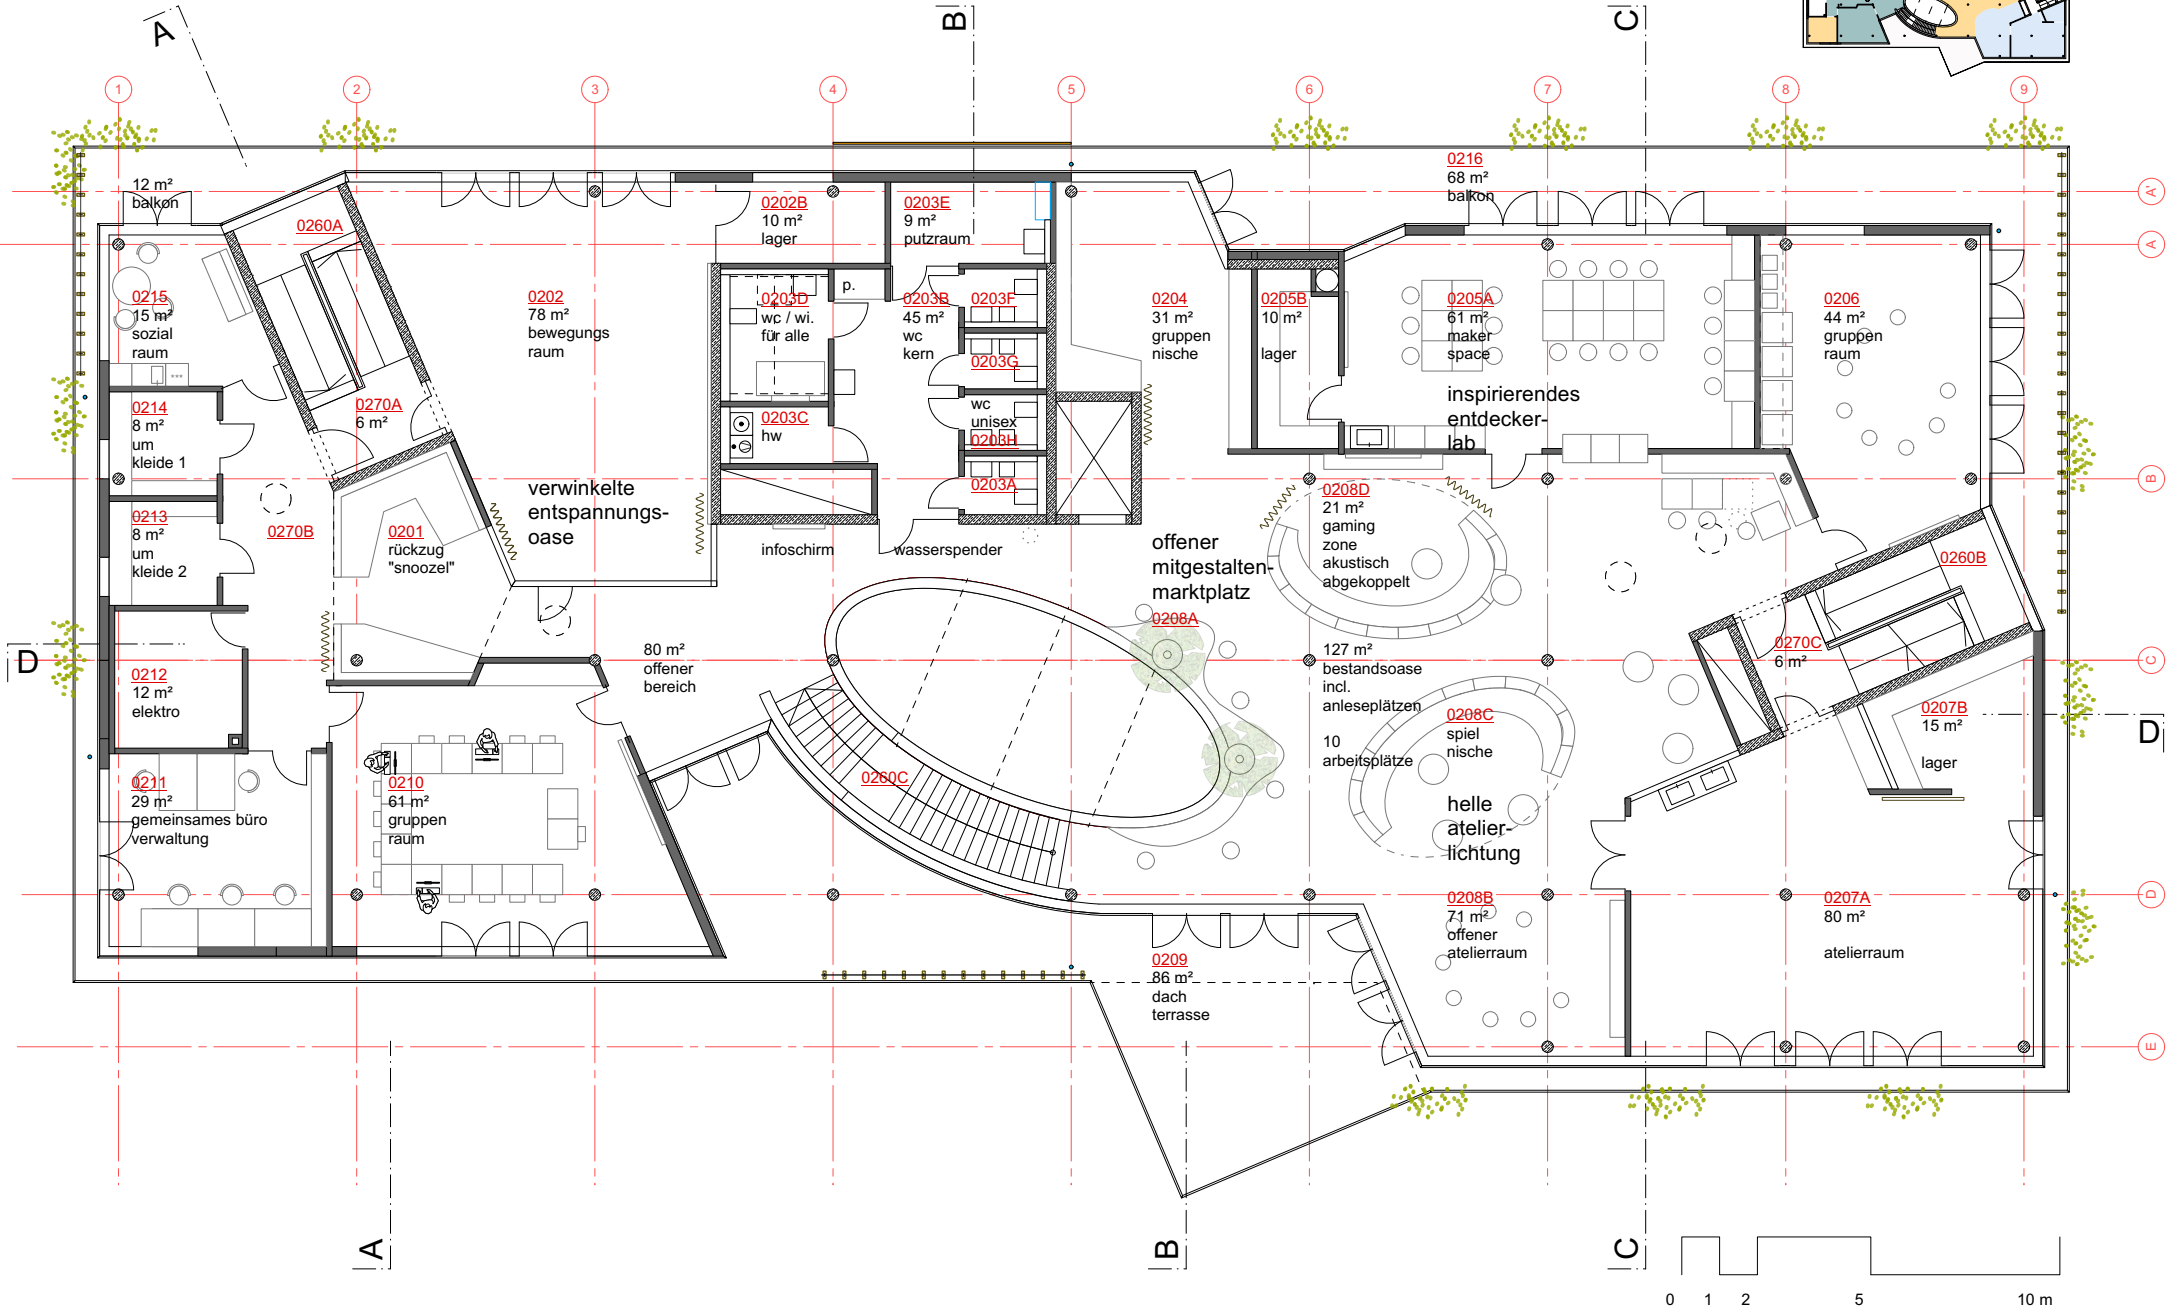 A
B
C
1
2
3
4
5
6
7
8
9
A'
A
B
C
D
E
12 m²
balkon
0260A
0215
15 m²
sozial
raum
0202
78 m²
bewegungs
raum
0202B
10 m²
lager
0203E
9 m²
putzraum
0203D
wc / wi.
für alle
p.
0203B
45 m²
wc
kern
0203F
0203G
wc
unisex
0203H
0203A
0203C
hw
0204
31 m²
gruppen
nische
0205B
10 m²
lager
0216
68 m²
balkon
0205A
61 m²
maker
space
inspirierendes
entdecker-
lab
0206
44 m²
gruppen
raum
0214
8 m²
um
kleide 1
0270A
6 m²
0213
8 m²
um
kleide 2
0270B
0201
rückzug
"snoozel"
verwinkelte
entspannungs-
oase
infoschirm
wasserspender
offener
mitgestalten-
marktplatz
0208A
0208D
21 m²
gaming
zone
akustisch
abgekoppelt
127 m²
bestandsoase
incl.
anleseplätzen
10
arbeitsplätze
0260B
0270C
6 m²
0207B
15 m²
lager
D
D
0212
12 m²
elektro
80 m²
offener
bereich
0208C
spiel
nische
0211
29 m²
gemeinsames büro
verwaltung
0210
61 m²
gruppen
raum
0260C
helle
atelier-
lichtung
0208B
71 m²
offener
atelierraum
0207A
80 m²
atelierraum
0209
86 m²
dach
terrasse
A
B
C
0 1 2 5 10 m